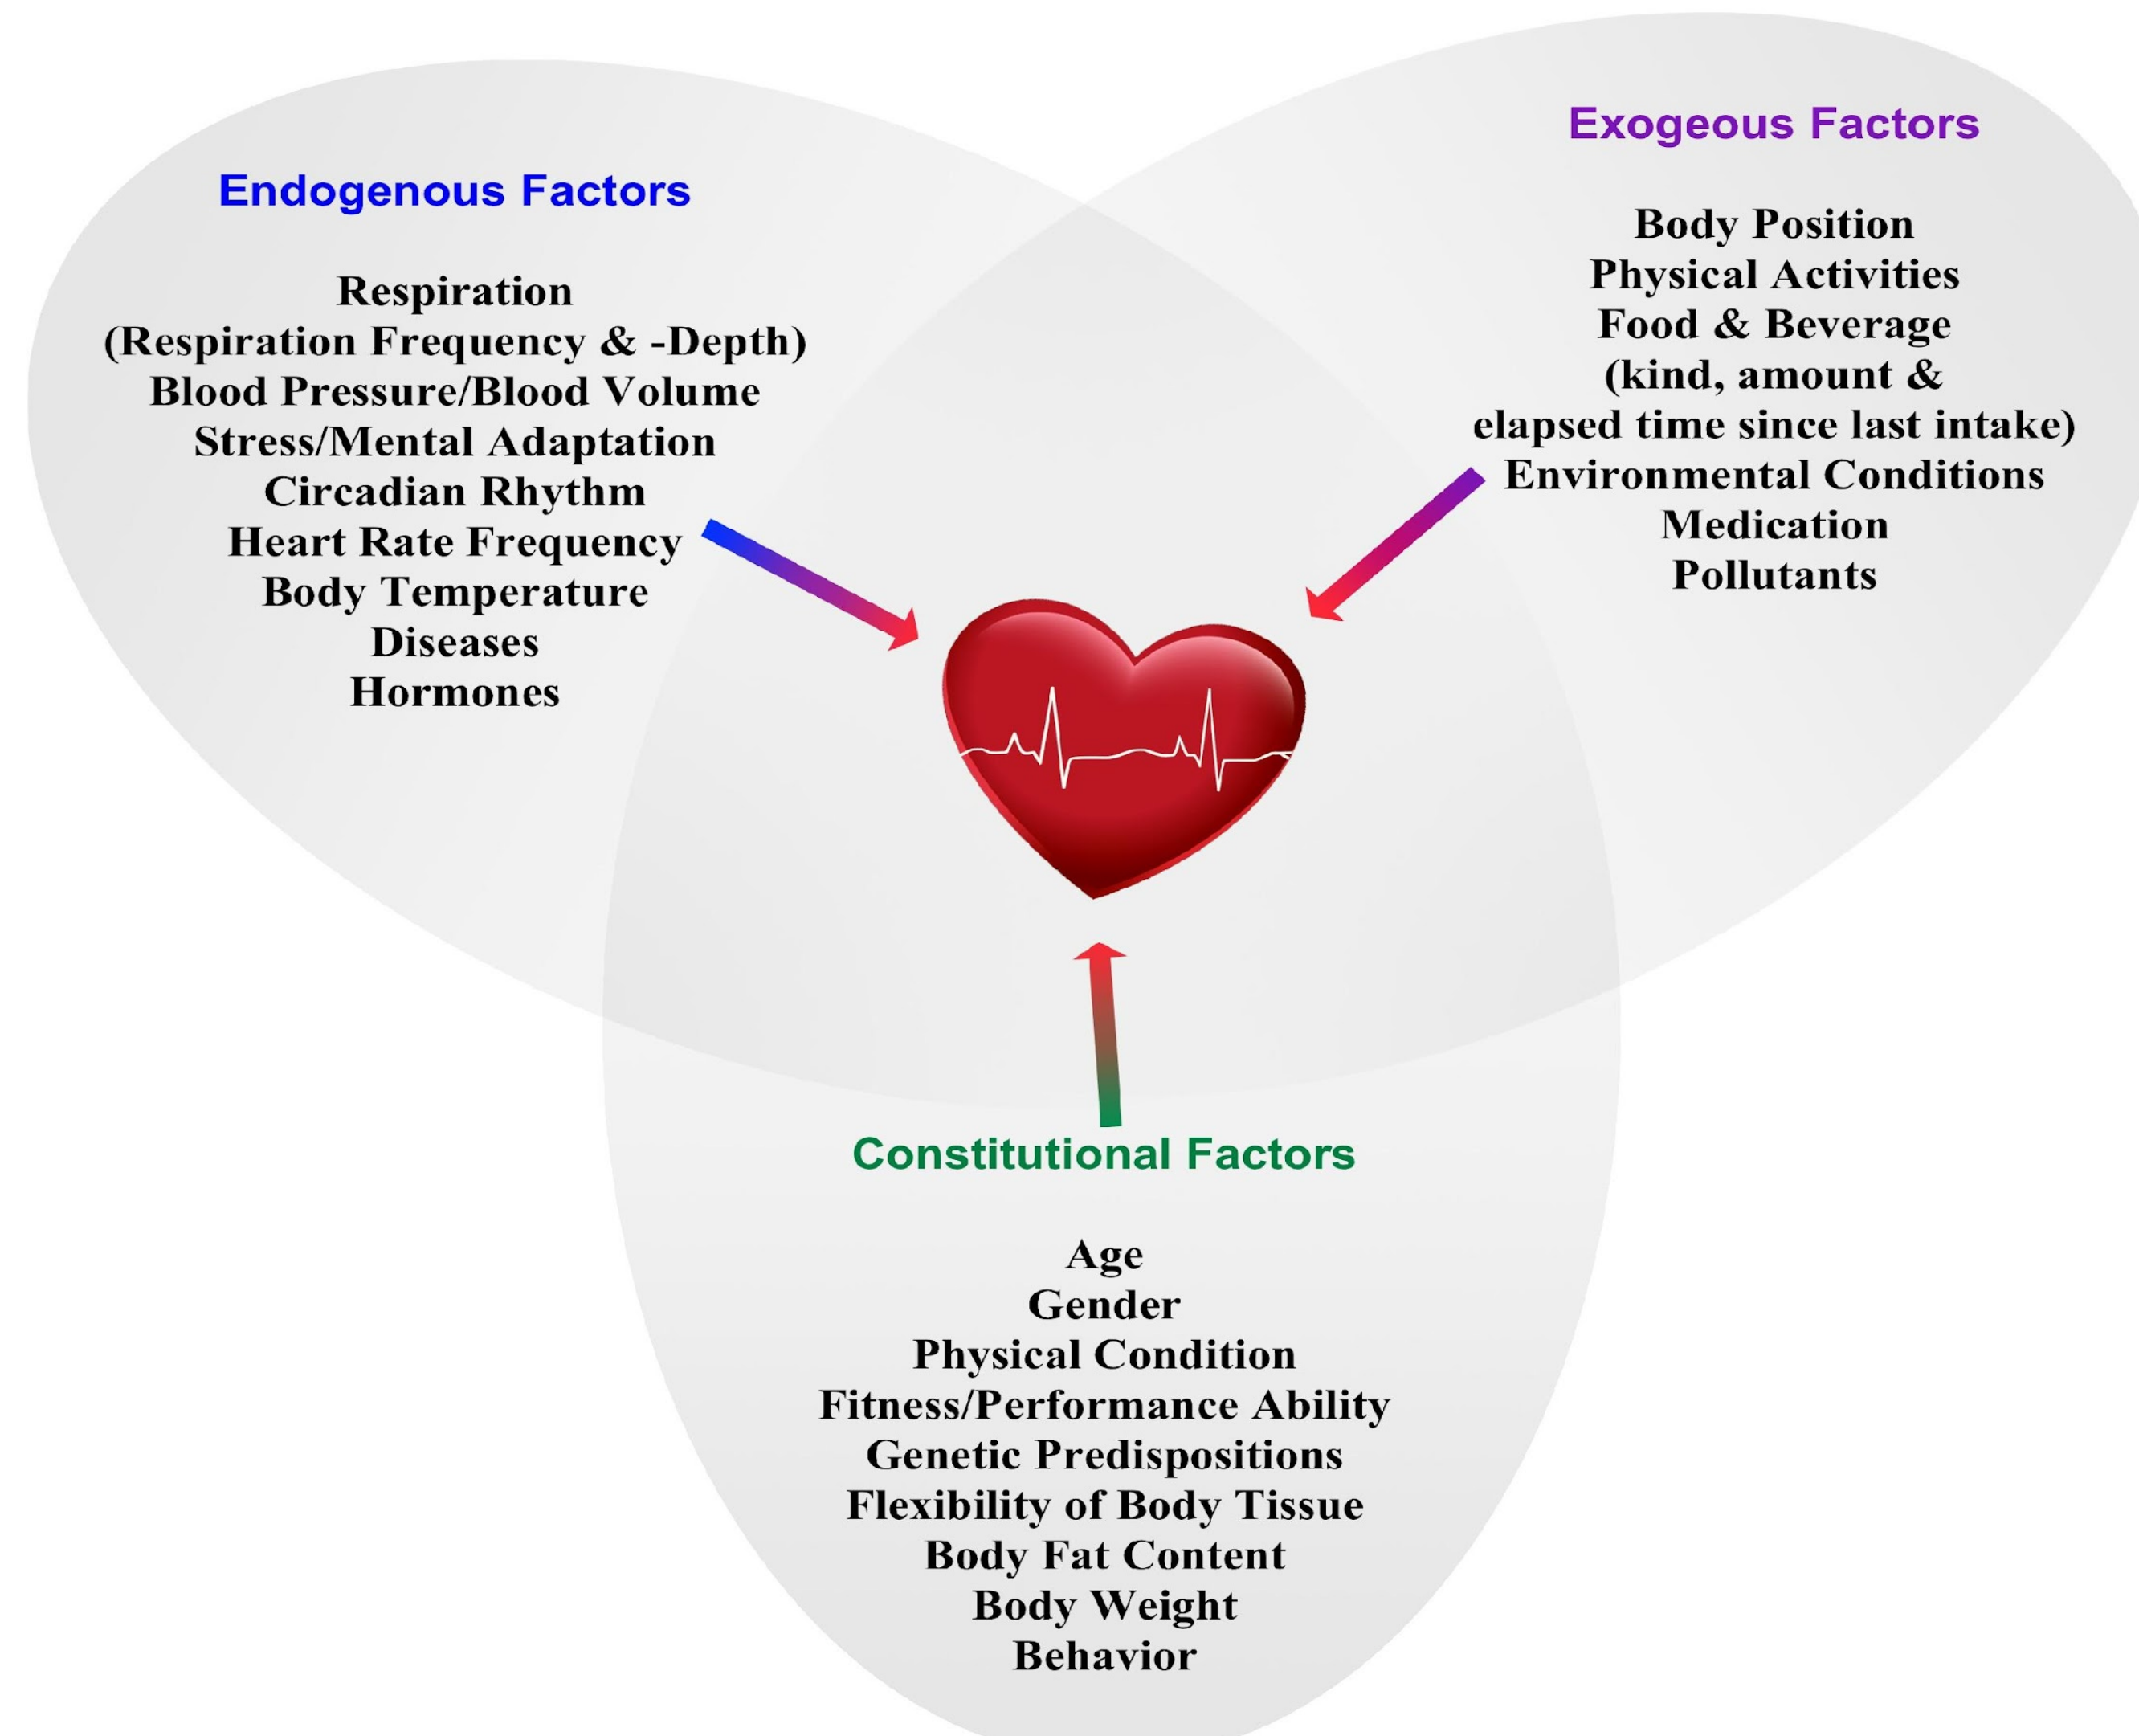 Endogenous Factors
Respiration
(Respiration Frequency & -Depth)
Blood Pressure/Blood Volume
Stress/Mental Adaptation
Circadian Rhythm
Heart Rate Frequency
Body Temperature
Diseases
Hormones
Exogeous Factors
Body Position
Physical Activities
Food & Beverage
(kind, amount &
elapsed time since last intake)
Environmental Conditions
Medication
Pollutants
Constitutional Factors
Age
Gender
Physical Condition
Fitness/Performance Ability
Genetic Predispositions
Flexibility of Body Tissue
Body Fat Content
Body Weight
Behavior